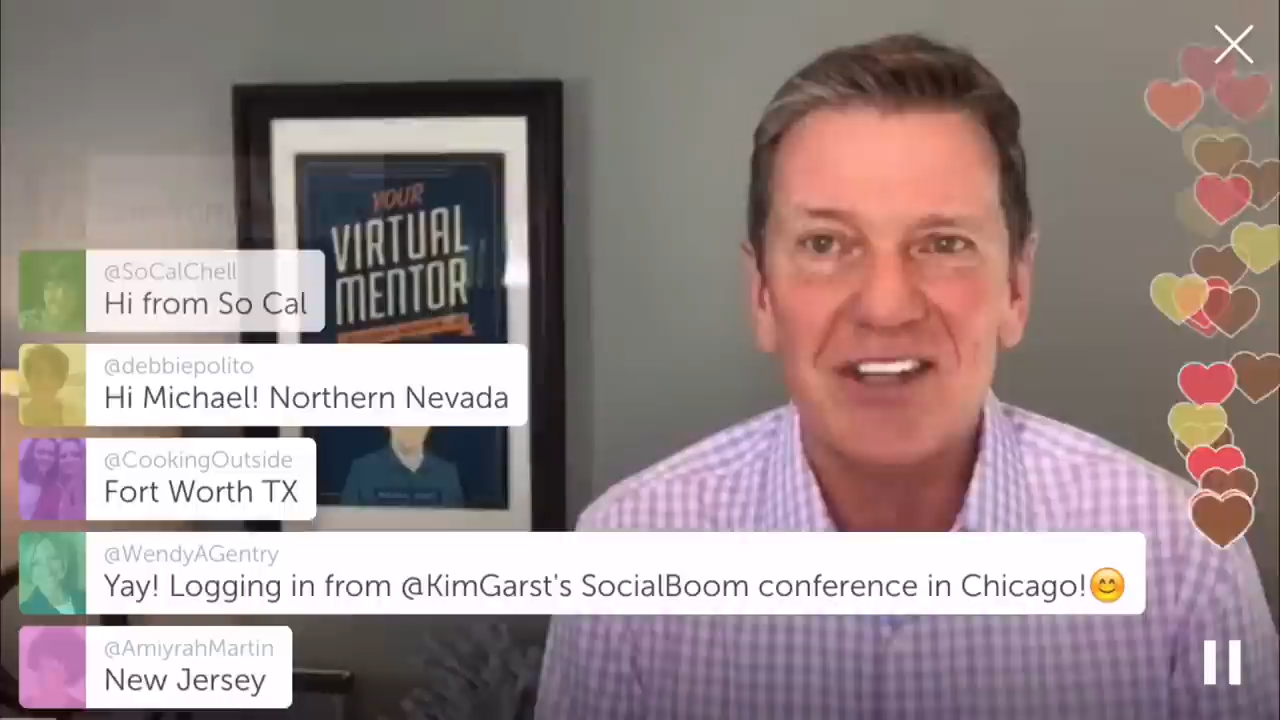 YOUR
VIRTUAL
MENTOR
@SoCalChell
Hi from So Cal
@debbiepolito
Hi Michael! Northern Nevada
@CookingOutside
Fort Worth TX
@WendyAGentry
Yay! Logging in from @KimGarst's SocialBoom conference in Chicago!😊
@AmiyrahMartin
New Jersey